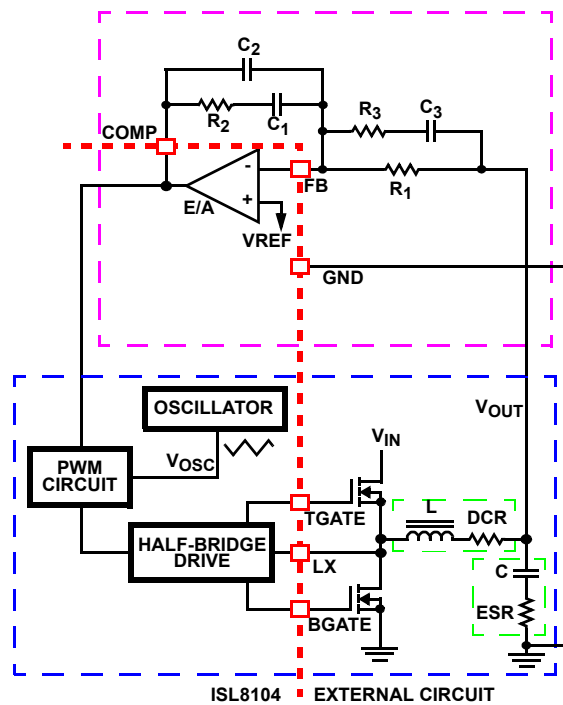 C2
R2
C1
R3
C3
COMP
-
+
E/A
FB
R1
VREF
GND
OSCILLATOR
VOSC
PWM
CIRCUIT
HALF-BRIDGE
DRIVE
VIN
VOUT
TGATE
LX
BGATE
L
DCR
C
ESR
ISL8104
EXTERNAL CIRCUIT